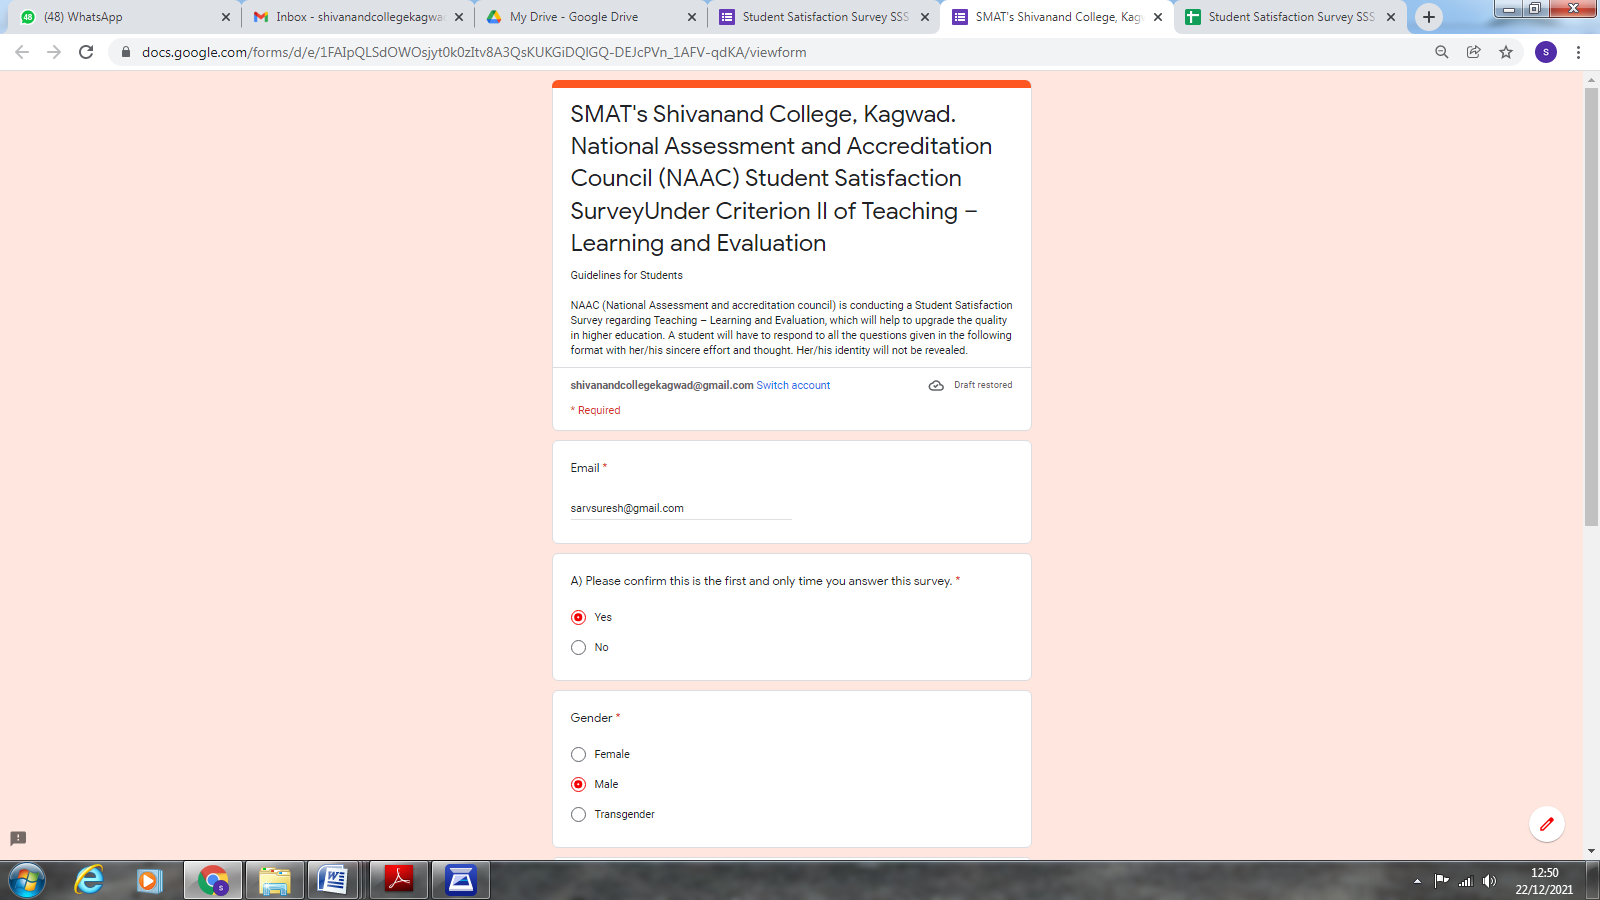 48 (48) WhatsApp
Inbox - shivanandcollegekagwa
My Drive - Google Drive
Student Satisfaction Survey SSS
SMAT's Shivanand College, Kag
Student Satisfaction Survey SSS
docs.google.com/forms/d/e/1FAIpQLSdOWOsjyt0k0zItv8A3QsKUKGiDQlGQ-DEJcPVn_1AFV-qdKA/viewform
S
SMAT's Shivanand College, Kagwad.
National Assessment and Accreditation
Council (NAAC) Student Satisfaction
SurveyUnder Criterion II of Teaching –
Learning and Evaluation
Guidelines for Students
NAAC (National Assessment and accreditation council) is conducting a Student Satisfaction
Survey regarding Teaching – Learning and Evaluation, which will help to upgrade the quality
in higher education. A student will have to respond to all the questions given in the following
format with her/his sincere effort and thought. Her/his identity will not be revealed.
shivanandcollegekagwad@gmail.com Switch account
Draft restored
* Required
Email *
sarvsuresh@gmail.com
A) Please confirm this is the first and only time you answer this survey. *
Yes
No
Gender *
Female
Male
Transgender
12:50
22/12/2021